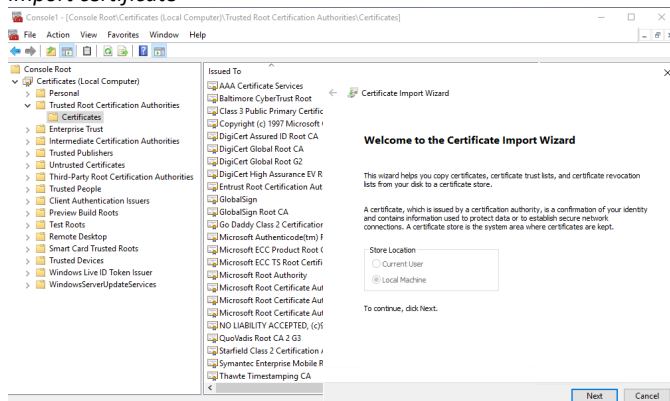 Import certificate
Console1 - [Console Root\Certificates (Local Computer)\Trusted Root Certification Authorities\Certificates]
File Action View Favorites Window Help
Console Root
Certificates (Local Computer)
Personal
Trusted Root Certification Authorities
Certificates
Enterprise Trust
Intermediate Certification Authorities
Trusted Publishers
Untrusted Certificates
Third-Party Root Certification Authorities
Trusted People
Client Authentication Issuers
Preview Build Roots
Test Roots
Remote Desktop
Smart Card Trusted Roots
Trusted Devices
Windows Live ID Token Issuer
WindowsServerUpdateServices
Issued To
AAA Certificate Services
Baltimore CyberTrust Root
Class 3 Public Primary Certific
Copyright (c) 1997 Microsoft
DigiCert Assured ID Root CA
DigiCert Global Root CA
DigiCert Global Root G2
DigiCert High Assurance EV R
Entrust Root Certification Aut
GlobalSign
GlobalSign Root CA
Go Daddy Class 2 Certification
Microsoft Authenticode(tm) F
Microsoft ECC Product Root C
Microsoft ECC TS Root Certifi
Microsoft Root Authority
Microsoft Root Certificate Aut
Microsoft Root Certificate Aut
Microsoft Root Certificate Aut
NO LIABILITY ACCEPTED, (c)9
QuoVadis Root CA 2 G3
Starfield Class 2 Certification
Symantec Enterprise Mobile R
Thawte Timestamping CA
Certificate Import Wizard
Welcome to the Certificate Import Wizard
This wizard helps you copy certificates, certificate trust lists, and certificate revocation
lists from your disk to a certificate store.
A certificate, which is issued by a certification authority, is a confirmation of your identity
and contains information used to protect data or to establish secure network
connections. A certificate store is the system area where certificates are kept.
Store Location
Current User
Local Machine
To continue, click Next.
Next Cancel